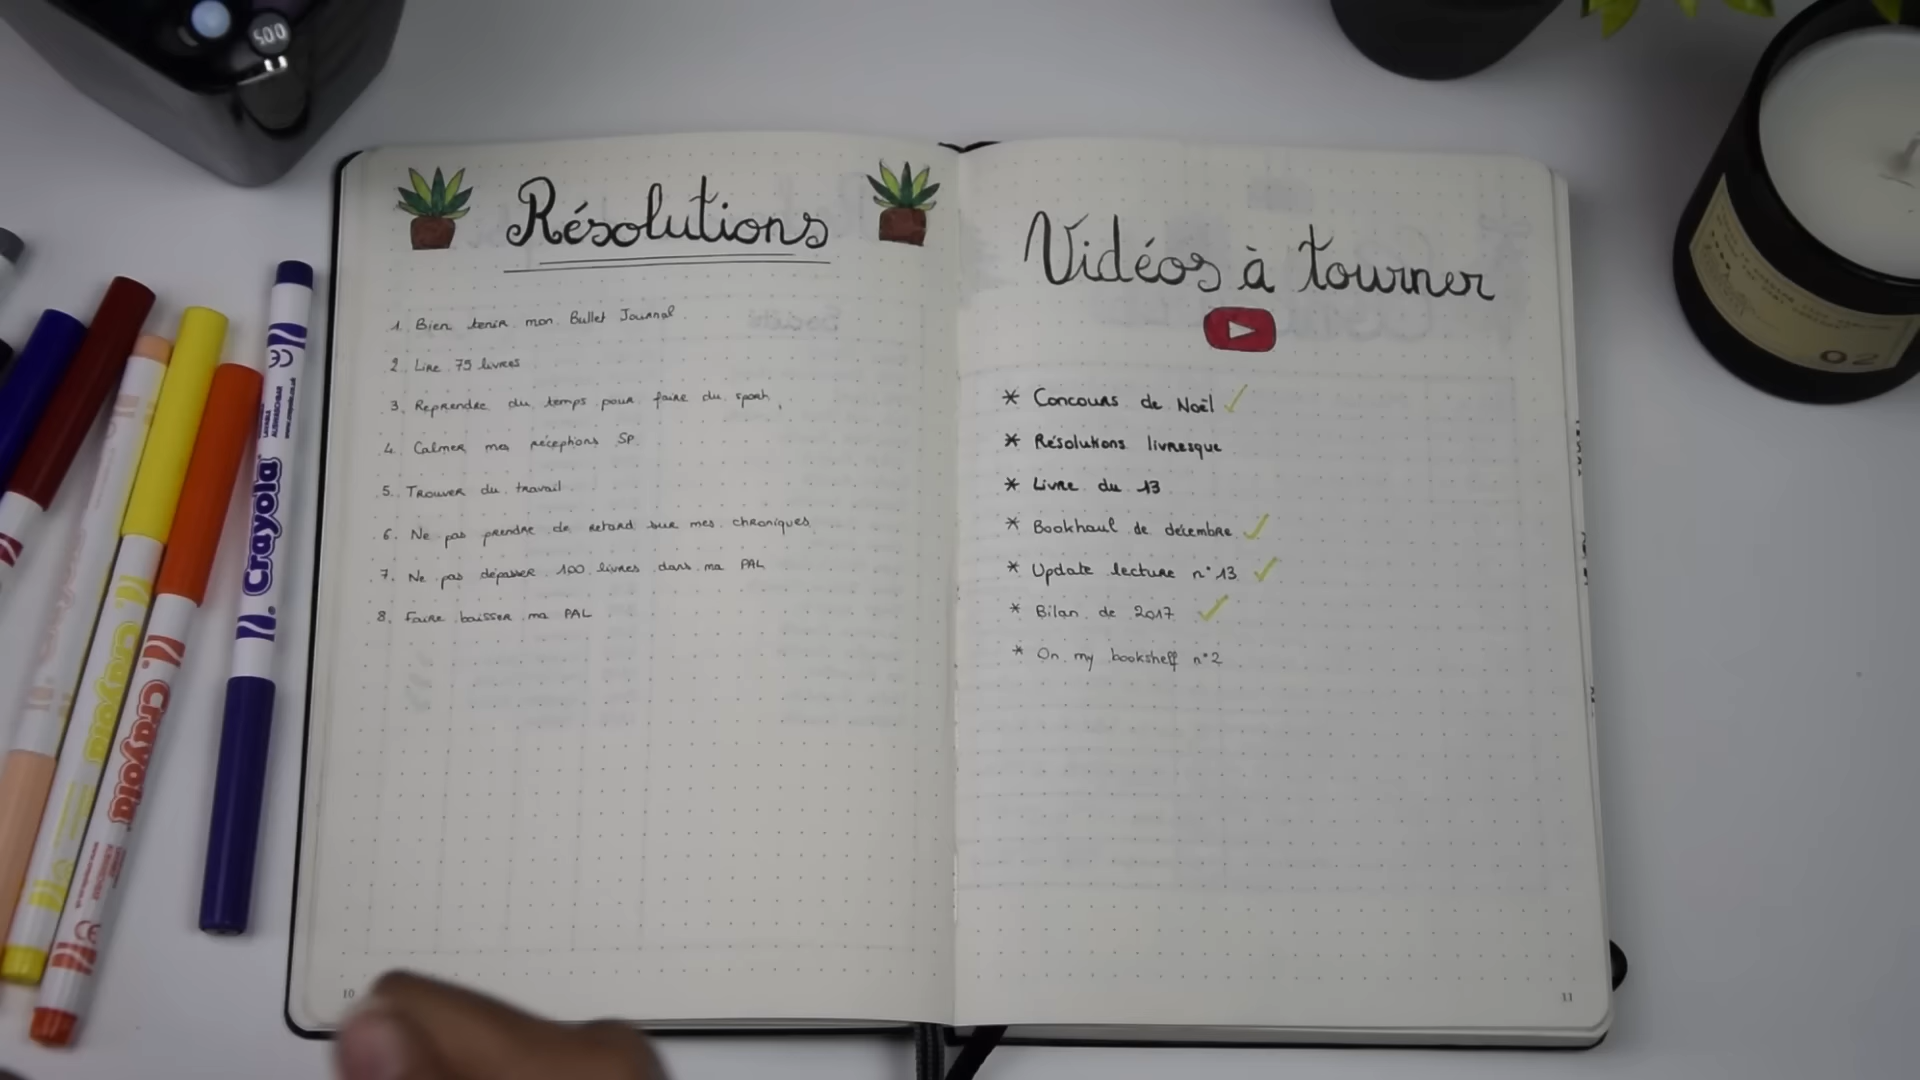 500
Résolutions
1. Bien tenir mon Bullet Journal
2. Lire 75 livres
3. Reprendre du temps pour faire du sport.
4. Calmer mes réceptions SP
5. Trouver du travail
6. Ne pas prendre de retard sur mes chroniques
7. Ne pas dépasser 100 livres dans ma PAL
8. Faire baisser ma PAL
10
Vidéos à tourner
* Concours de Noël ✓
* Résolutions livresque
* Livre du 13
* Bookhaul de décembre ✓
* Update lecture n°13 ✓
* Bilan de 2017 ✓
* On my bookshelf n°2
11
Crayola
Crayola
Crayola
02